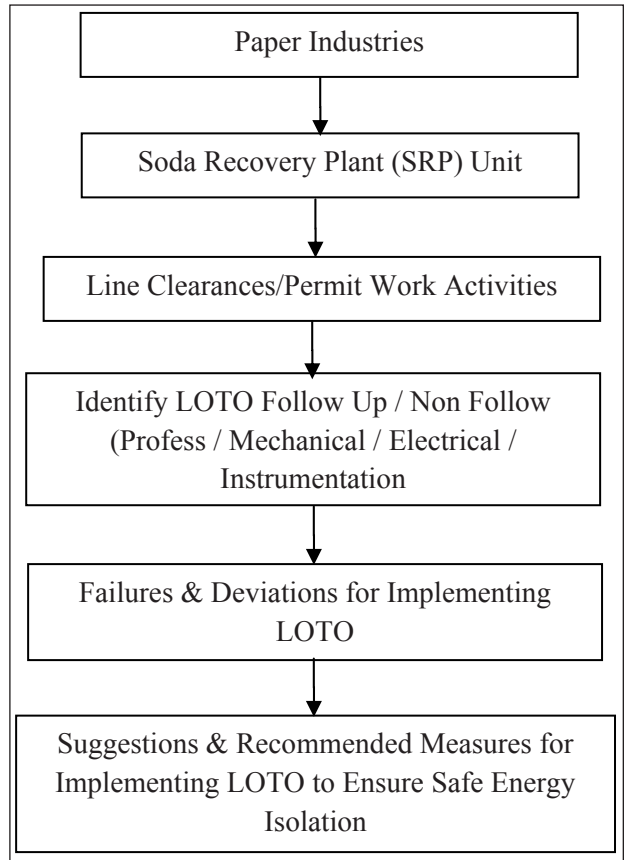 Paper Industries
Soda Recovery Plant (SRP) Unit
Line Clearances/Permit Work Activities
Identify LOTO Follow Up / Non Follow
(Profess / Mechanical / Electrical /
Instrumentation
Failures & Deviations for Implementing
LOTO
Suggestions & Recommended Measures for
Implementing LOTO to Ensure Safe Energy
Isolation